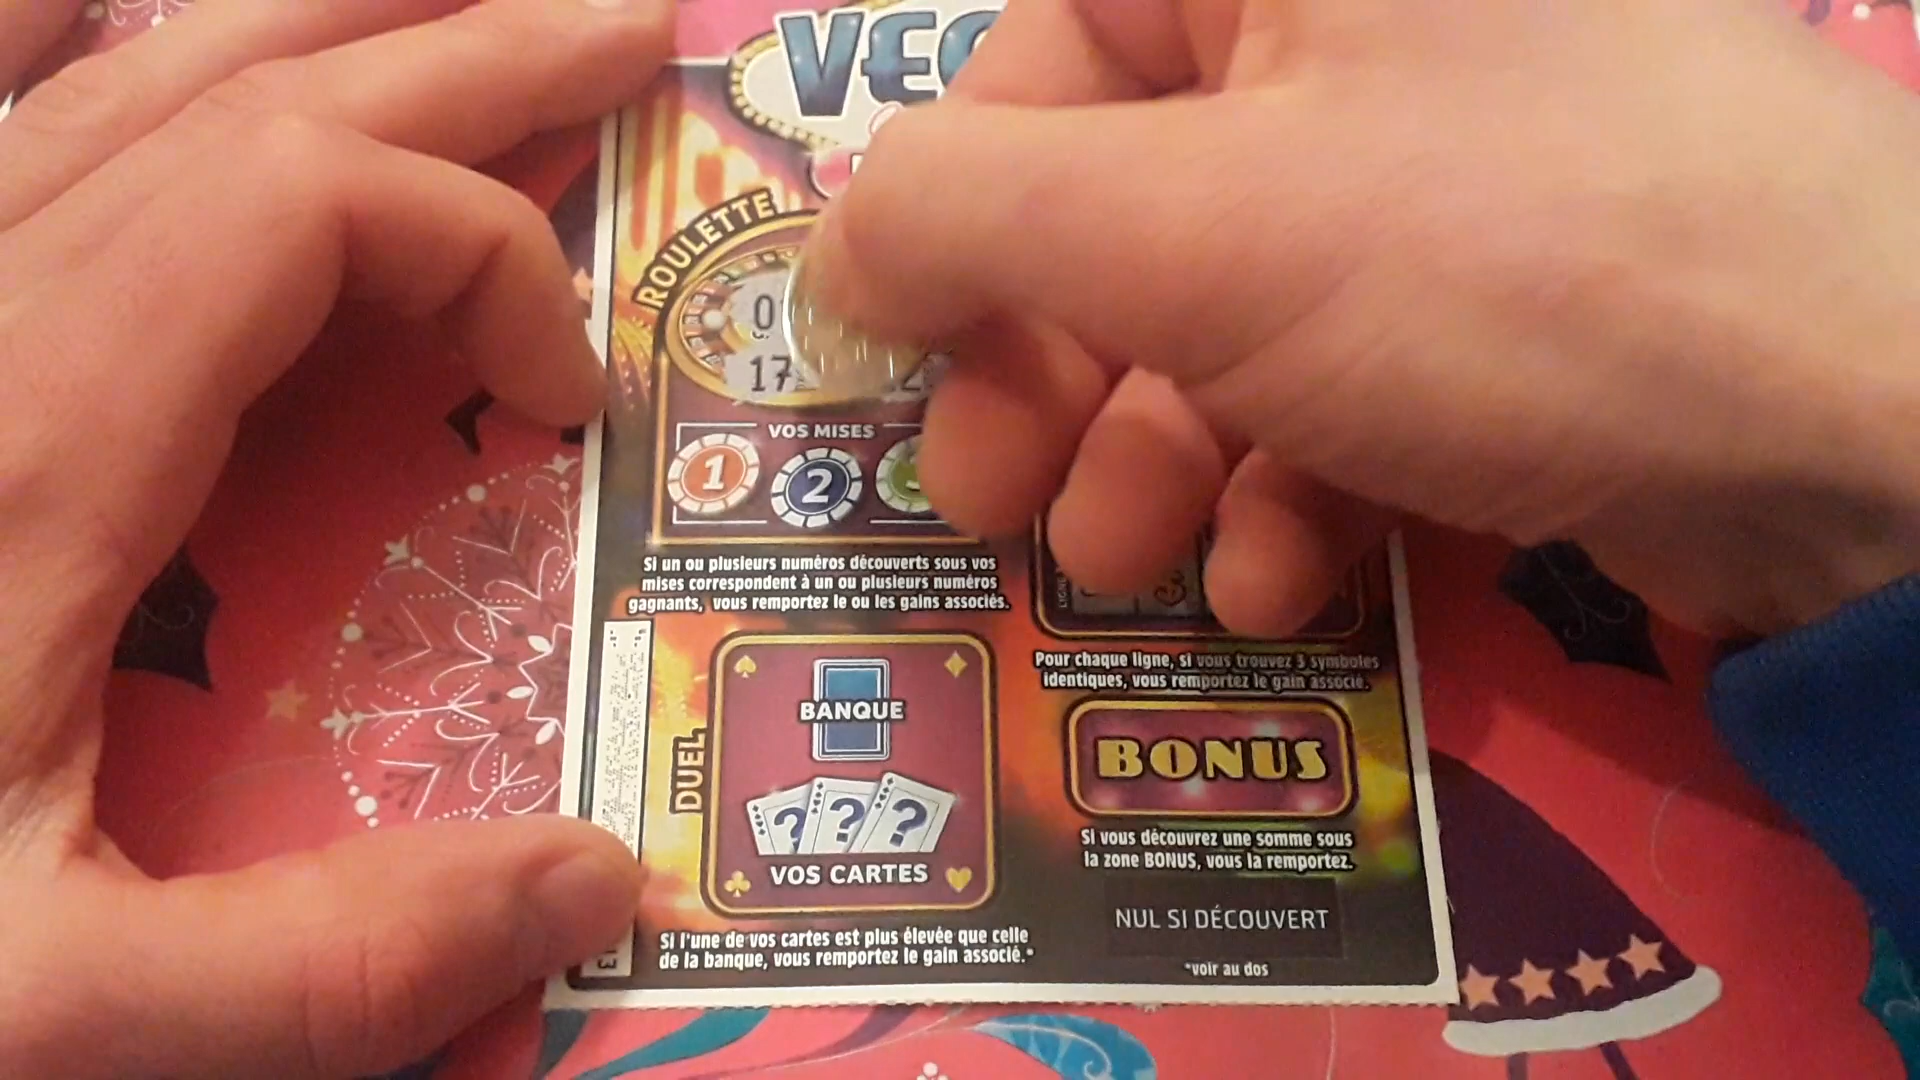 ROULETTE
17
VOS MISES
1 2
Si un ou plusieurs numéros découverts sous vos
mises correspondent à un ou plusieurs numéros
gagnants, vous remportez le ou les gains associés.
Pour chaque ligne, si vous trouvez 3 symboles
identiques, vous remportez le gain associé.
DUEL
BANQUE
? ? ?
VOS CARTES
Si l'une de vos cartes est plus élevée que celle
de la banque, vous remportez le gain associé.*
BONUS
Si vous découvrez une somme sous
la zone BONUS, vous la remportez.
NUL SI DÉCOUVERT
*voir au dos